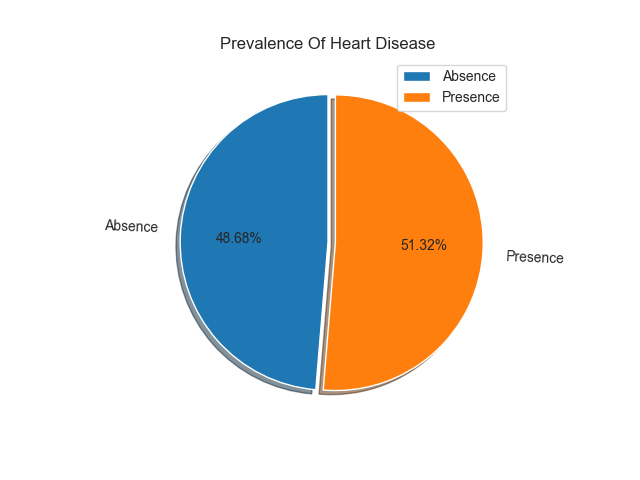 Prevalence Of Heart Disease
Absence
Presence
Absence
48.68%
51.32%
Presence